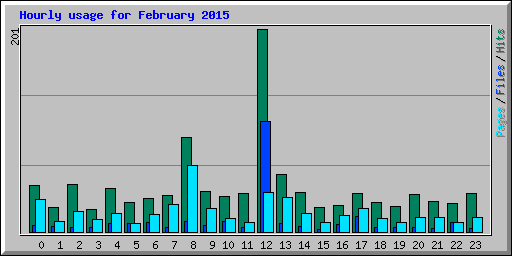 Hourly usage for February 2015
201
Pages / Files / Hits
0 1 2 3 4 5 6 7 8 9 10 11 12 13 14 15 16 17 18 19 20 21 22 23